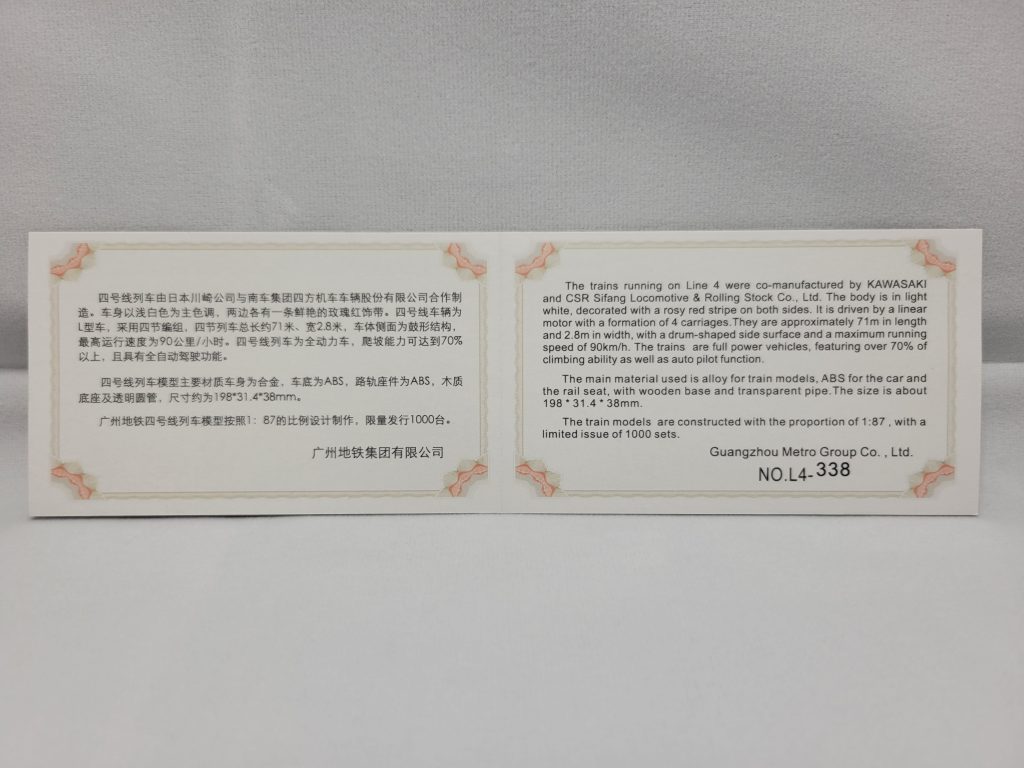 四号线列车由日本川崎公司与南车集团四方机车车辆股份有限公司合作制
造。车身以浅白色为主色调，两边各有一条鲜艳的玫瑰红饰带。四号线车辆为
L型车，采用四节编组，四节列车总长约71米、宽2.8米，车体侧面为鼓形结构，
最高运行速度为90公里/小时。四号线列车为全动力车，爬坡能力可达到70%
以上，且具有全自动驾驶功能。
四号线列车模型主要材质车身为合金，车底为ABS，路轨座件为ABS，木质
底座及透明圆管，尺寸约为198*31.4*38mm。
广州地铁四号线列车模型按照1：87的比例设计制作，限量发行1000台。
广州地铁集团有限公司
The trains running on Line 4 were co-manufactured by KAWASAKI
and CSR Sifang Locomotive & Rolling Stock Co., Ltd. The body is in light
white, decorated with a rosy red stripe on both sides. It is driven by a linear
motor with a formation of 4 carriages.They are approximately 71m in length
and 2.8m in width, with a drum-shaped side surface and a maximum running
speed of 90km/h. The trains are full power vehicles, featuring over 70% of
climbing ability as well as auto pilot function.
The main material used is alloy for train models, ABS for the car and
the rail seat, with wooden base and transparent pipe.The size is about
198 * 31.4 * 38mm.
The train models are constructed with the proportion of 1:87 , with a
limited issue of 1000 sets.
Guangzhou Metro Group Co. , Ltd.
NO.L4-338